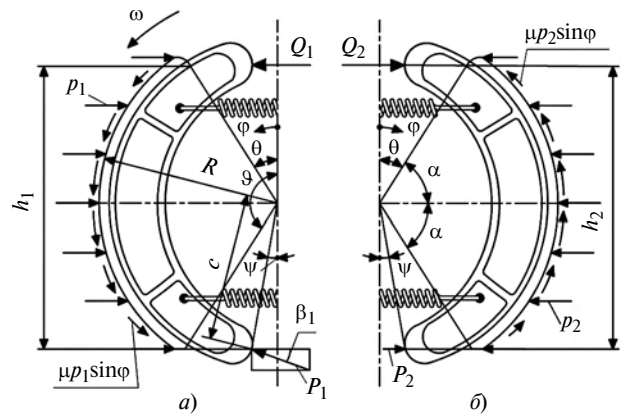 ω
Q₁ Q₂
μp₂sinφ
p₁
φ φ
θ θ
R
ϑ
α
h₁
h₂
α
c
ψ ψ
β₁
p₂
μp₁sinφ
P₁ P₂
а) б)